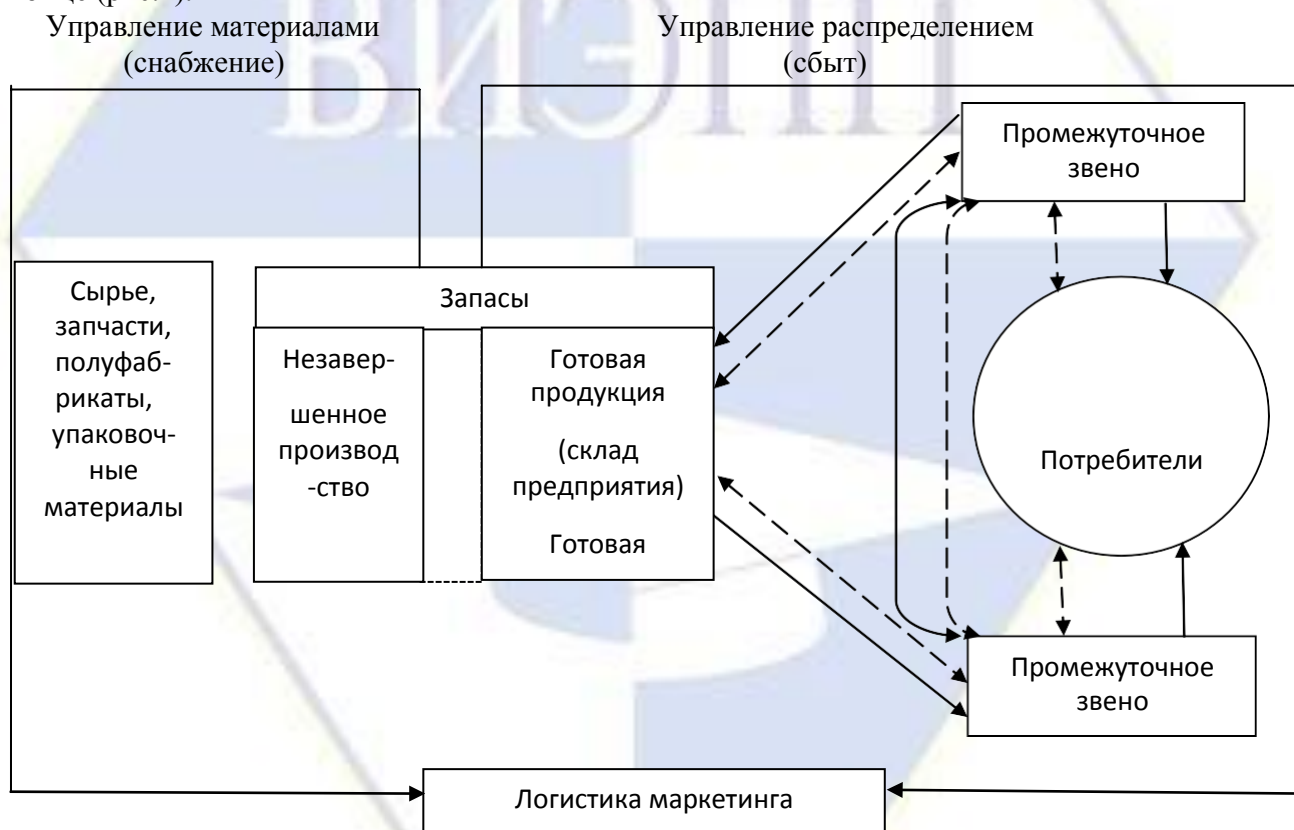 Управление материалами
(снабжение)
Управление распределением
(сбыт)
ВИЭПП
Промежуточное
звено
Сырье,
запчасти,
полуфаб-
рикаты,
упаковоч-
ные
материалы
Запасы
Незавер-
шенное
производ
-ство
Готовая
продукция
(склад
предприятия)
Готовая
Потребители
Промежуточное
звено
Логистика маркетинга